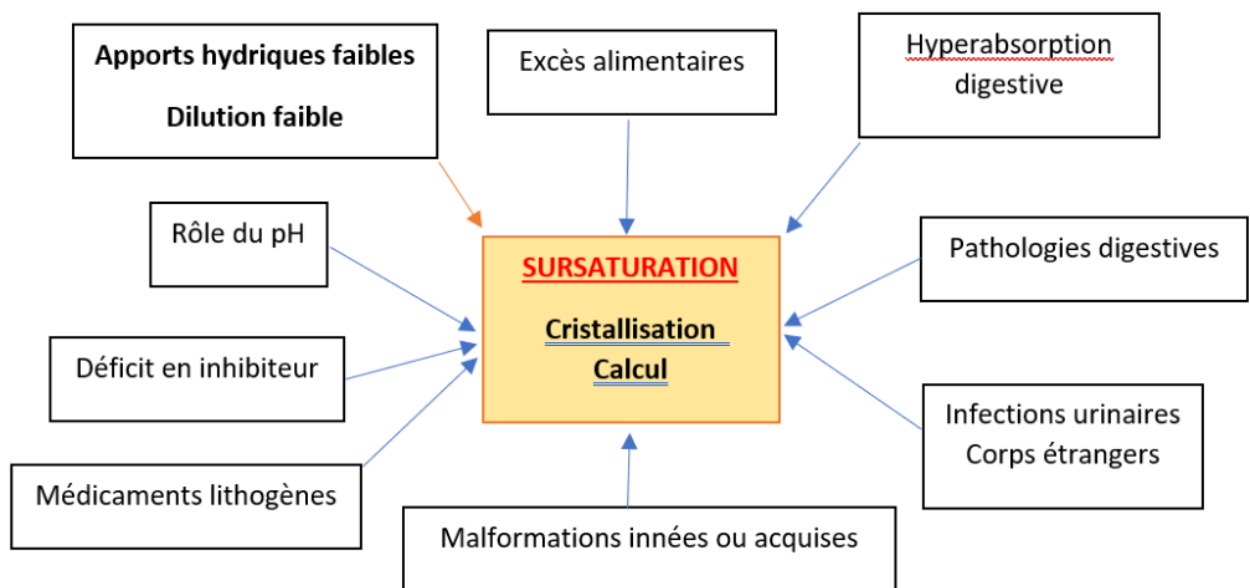 Apports hydriques faibles
Dilution faible
Excès alimentaires
Hyperabsorption
digestive
Rôle du pH
Pathologies digestives
SURSATURATION
Cristallisation
Calcul
Déficit en inhibiteur
Infections urinaires
Corps étrangers
Médicaments lithogènes
Malformations innées ou acquises